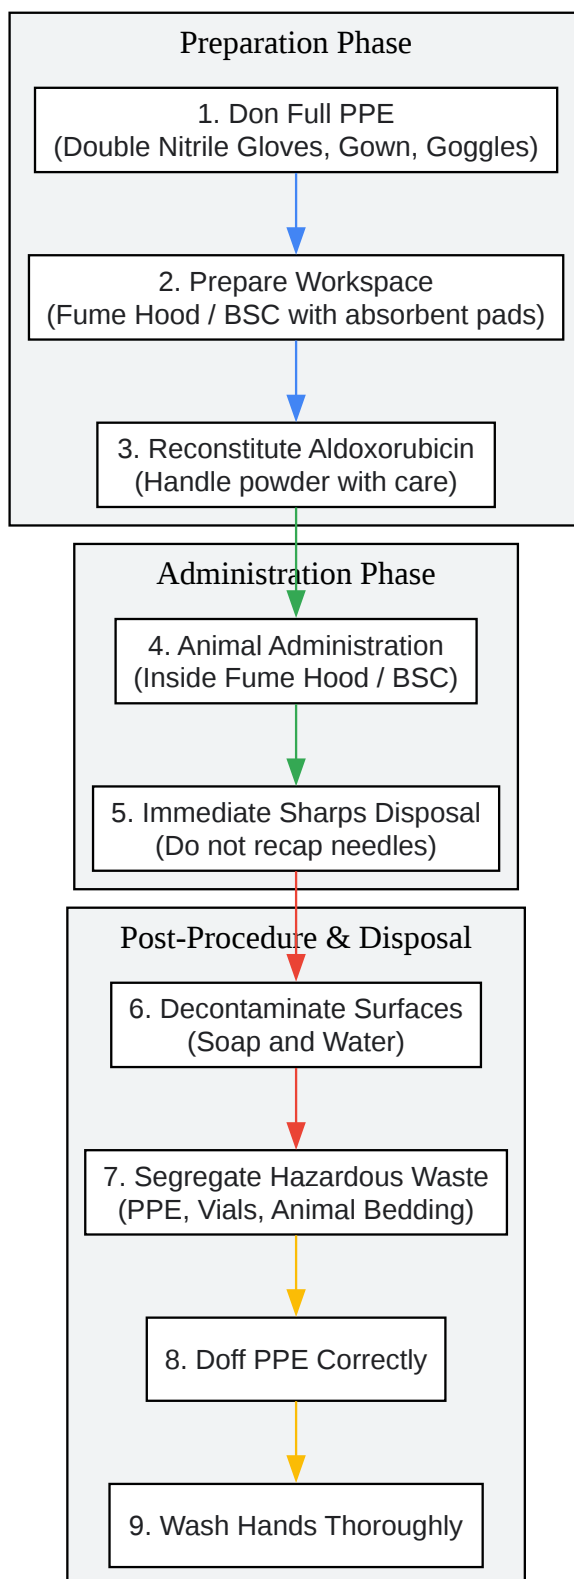 Preparation Phase
1. Don Full PPE
(Double Nitrile Gloves, Gown, Goggles)
2. Prepare Workspace
(Fume Hood / BSC with absorbent pads)
3. Reconstitute Aldoxorubicin
(Handle powder with care)
Administration Phase
4. Animal Administration
(Inside Fume Hood / BSC)
5. Immediate Sharps Disposal
(Do not recap needles)
Post-Procedure & Disposal
6. Decontaminate Surfaces
(Soap and Water)
7. Segregate Hazardous Waste
(PPE, Vials, Animal Bedding)
8. Doff PPE Correctly
9. Wash Hands Thoroughly